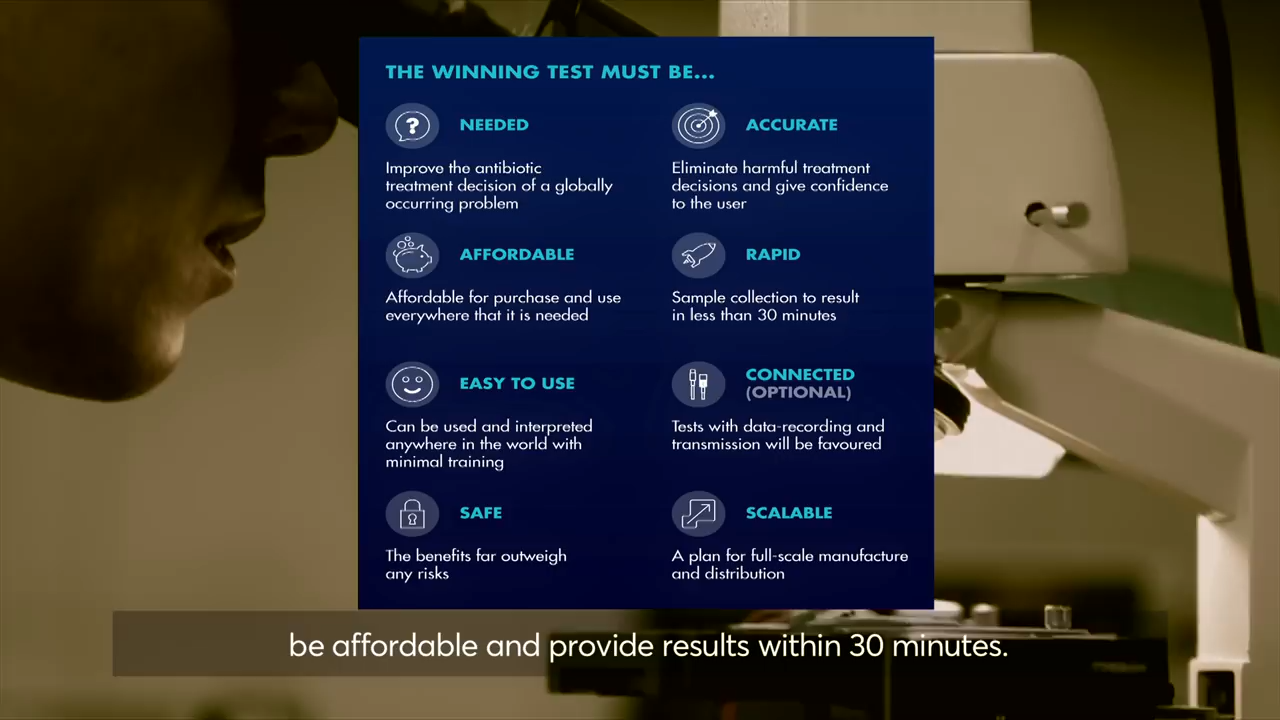 THE WINNING TEST MUST BE...
NEEDED
Improve the antibiotic
treatment decision of a globally
occurring problem
ACCURATE
Eliminate harmful treatment
decisions and give confidence
to the user
AFFORDABLE
Affordable for purchase and use
everywhere that it is needed
RAPID
Sample collection to result
in less than 30 minutes
EASY TO USE
Can be used and interpreted
anywhere in the world with
minimal training
CONNECTED
(OPTIONAL)
Tests with data-recording and
transmission will be favoured
SAFE
The benefits far outweigh
any risks
SCALABLE
A plan for full-scale manufacture
and distribution
be affordable and provide results within 30 minutes.